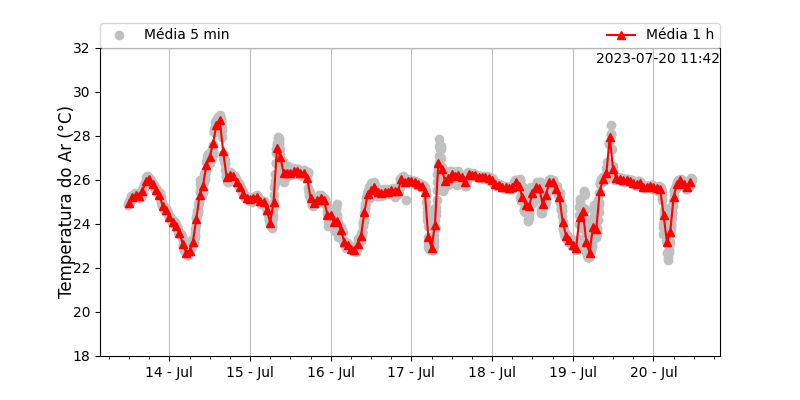 Média 5 min
Média 1 h
2023-07-20 11:42
Temperatura do Ar (°C)
32
30
28
26
24
22
20
18
14 - Jul
15 - Jul
16 - Jul
17 - Jul
18 - Jul
19 - Jul
20 - Jul